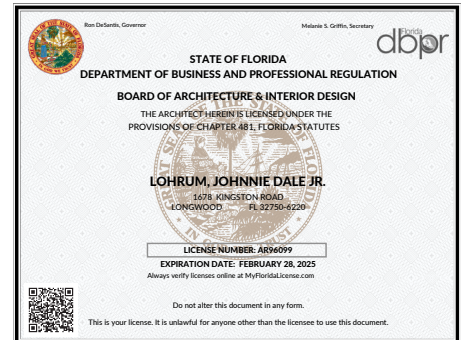 Ron DeSantis, Governor
Melanie S. Griffin, Secretary
Florida
dbpr
STATE OF FLORIDA
DEPARTMENT OF BUSINESS AND PROFESSIONAL REGULATION
BOARD OF ARCHITECTURE & INTERIOR DESIGN
THE ARCHITECT HEREIN IS LICENSED UNDER THE
PROVISIONS OF CHAPTER 481, FLORIDA STATUTES
LOHRUM, JOHNNIE DALE JR.
1678 KINGSTON ROAD
LONGWOOD FL 32750-6220
LICENSE NUMBER: AR96099
EXPIRATION DATE: FEBRUARY 28, 2025
Always verify licenses online at MyFloridaLicense.com
Do not alter this document in any form.
This is your license. It is unlawful for anyone other than the licensee to use this document.